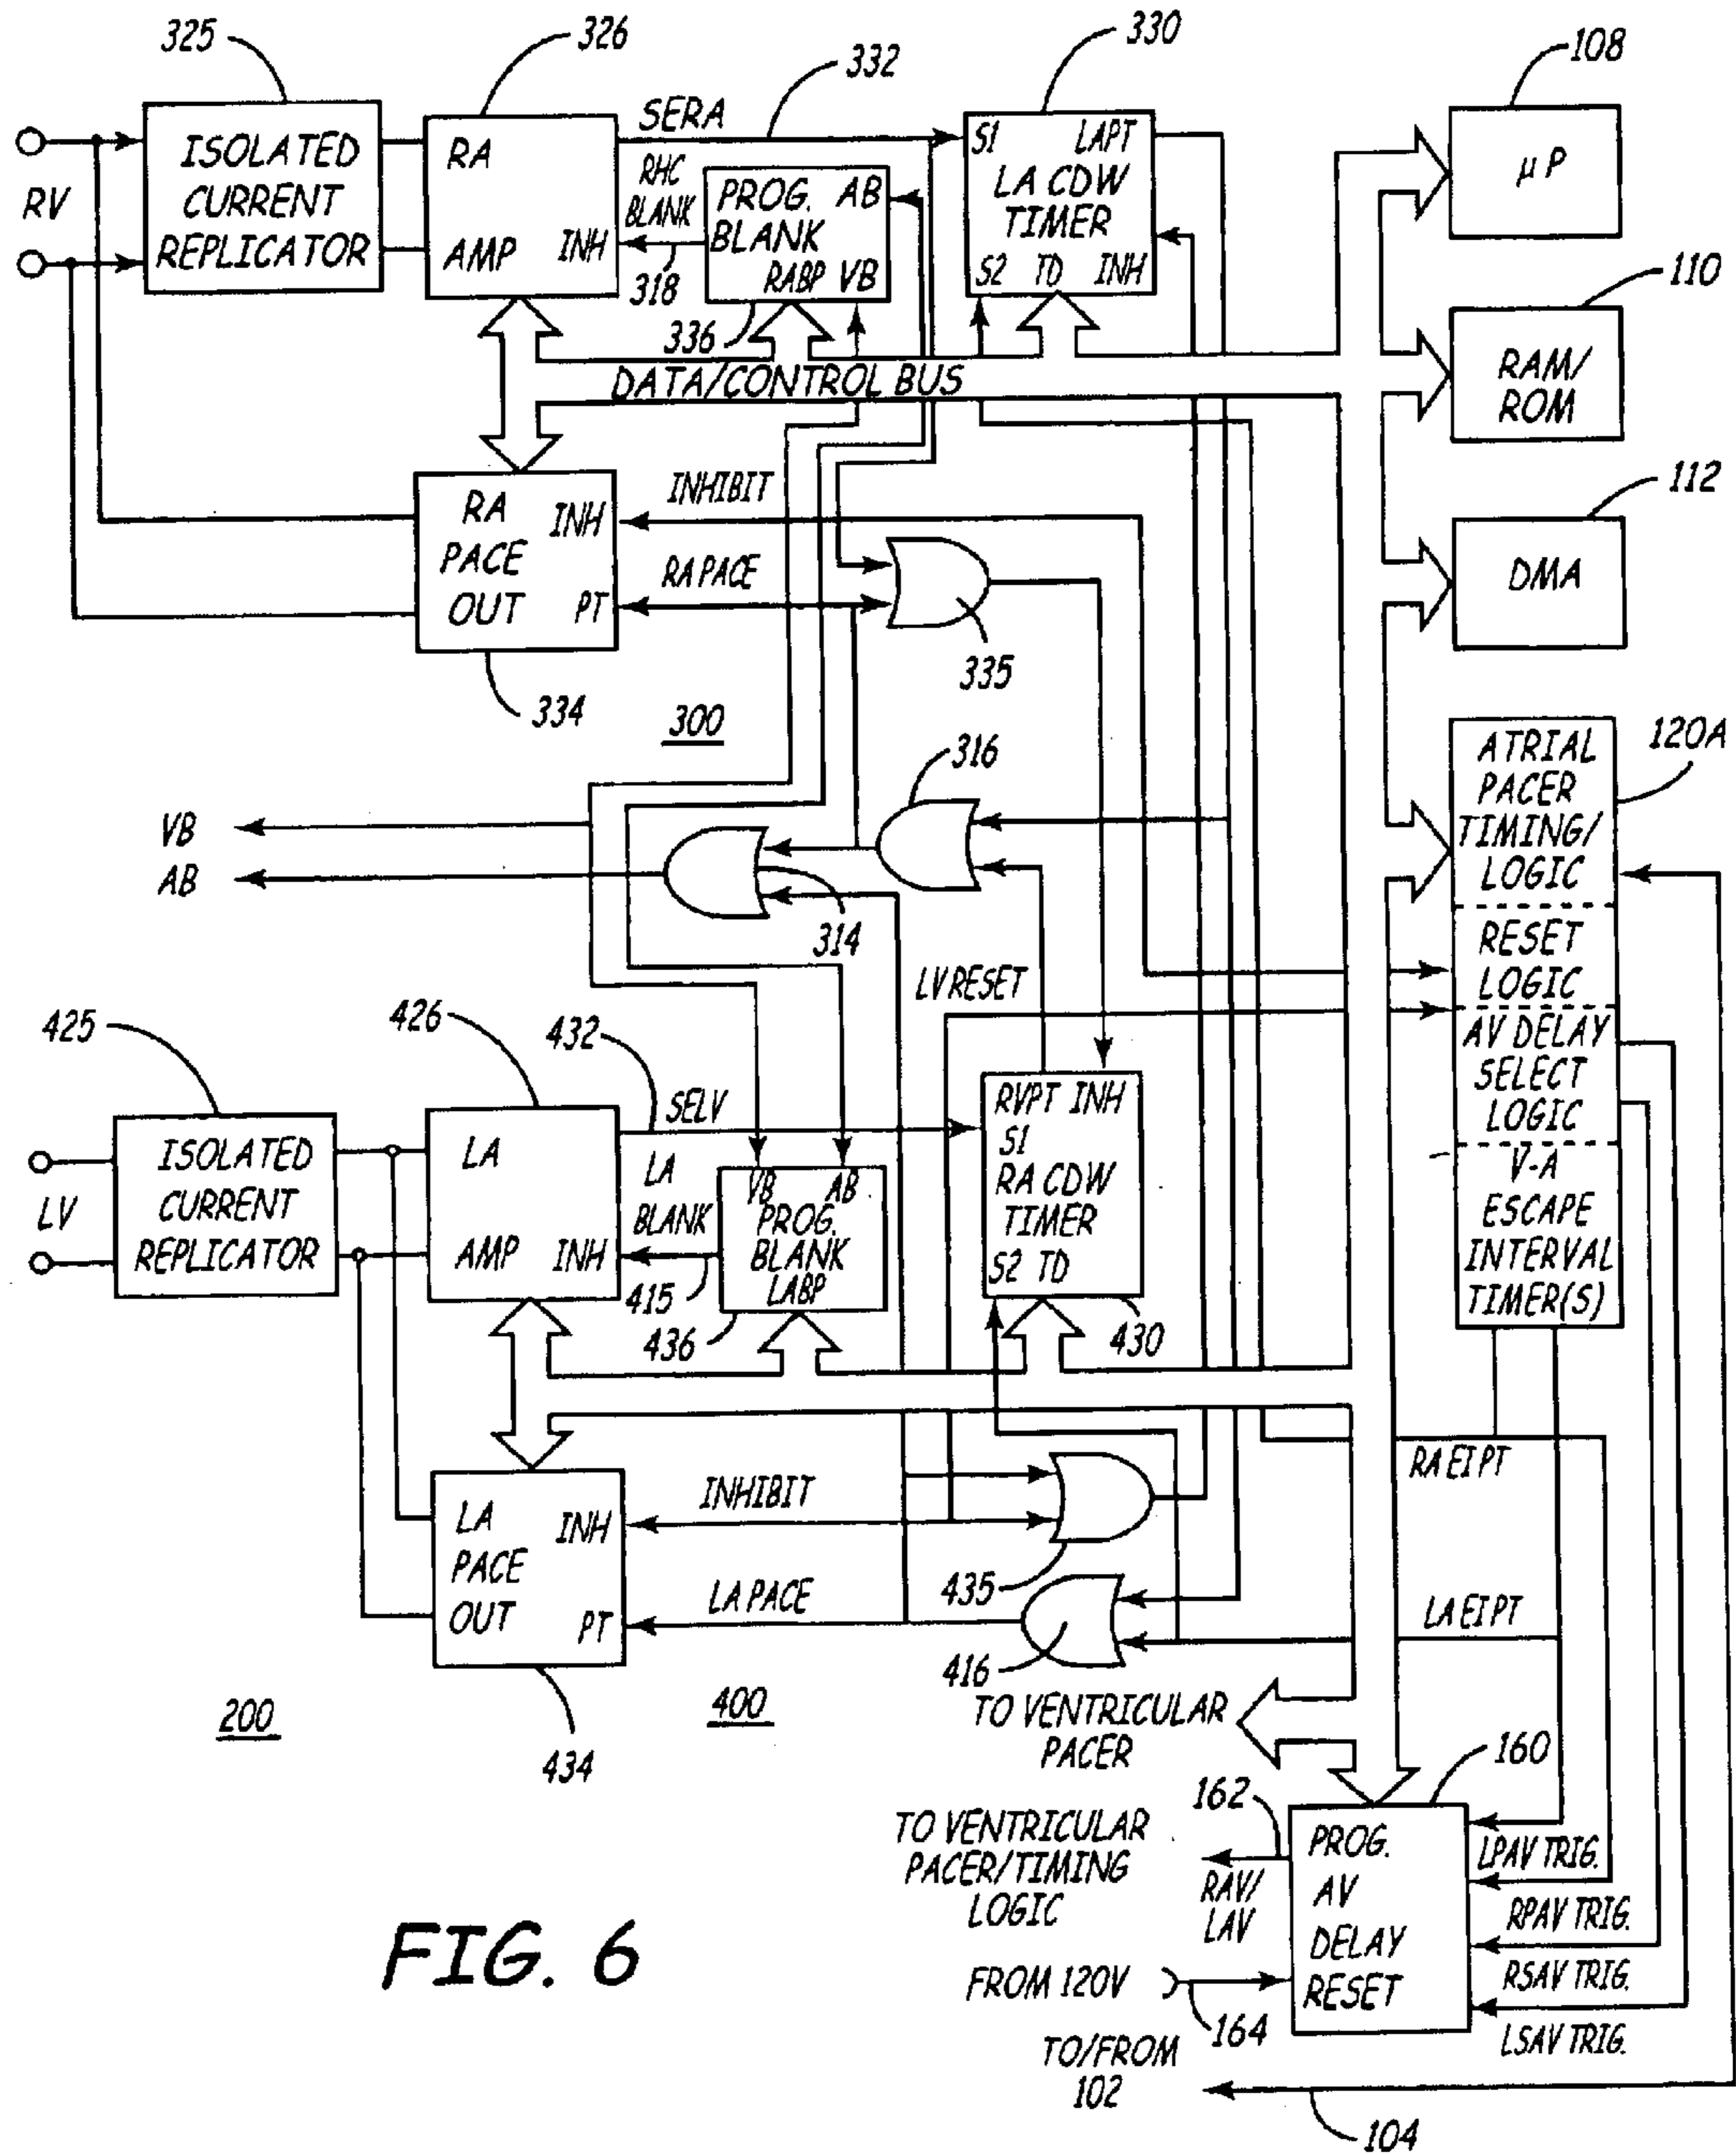 325
326
332
330
108
RV
ISOLATED
CURRENT
REPLICATOR
RA
AMP
INH
SERA
RHC
BLANK
318
PROG. AB
BLANK
RABP VB
336
S1 LAPT
LA CDW
TIMER
S2 TD INH
µP
110
RAM/
ROM
DATA/CONTROL BUS
112
DMA
RA
PACE
OUT
INH
PT
INHIBIT
RA PACE
335
334
300
316
120A
VB
AB
314
ATRIAL
PACER
TIMING/
LOGIC
RESET
LOGIC
AV DELAY
SELECT
LOGIC
V-A
ESCAPE
INTERVAL
TIMER(S)
LV RESET
425
426
432
LV
ISOLATED
CURRENT
REPLICATOR
LA
AMP
INH
SELV
LA
BLANK
415
VB AB
PROG.
BLANK
LABP
436
RVPT INH
S1
RA CDW
TIMER
S2 TD
430
RA EI PT
LA
PACE
OUT
INH
PT
INHIBIT
LA PACE
435
416
LA EI PT
200
400
434
TO VENTRICULAR
PACER
160
162
TO VENTRICULAR
PACER/TIMING
LOGIC
RAV/
LAV
PROG.
AV
DELAY
RESET
LPAV TRIG.
RPAV TRIG.
RSAV TRIG.
LSAV TRIG.
FROM 120V
164
TO/FROM
102
104
FIG. 6